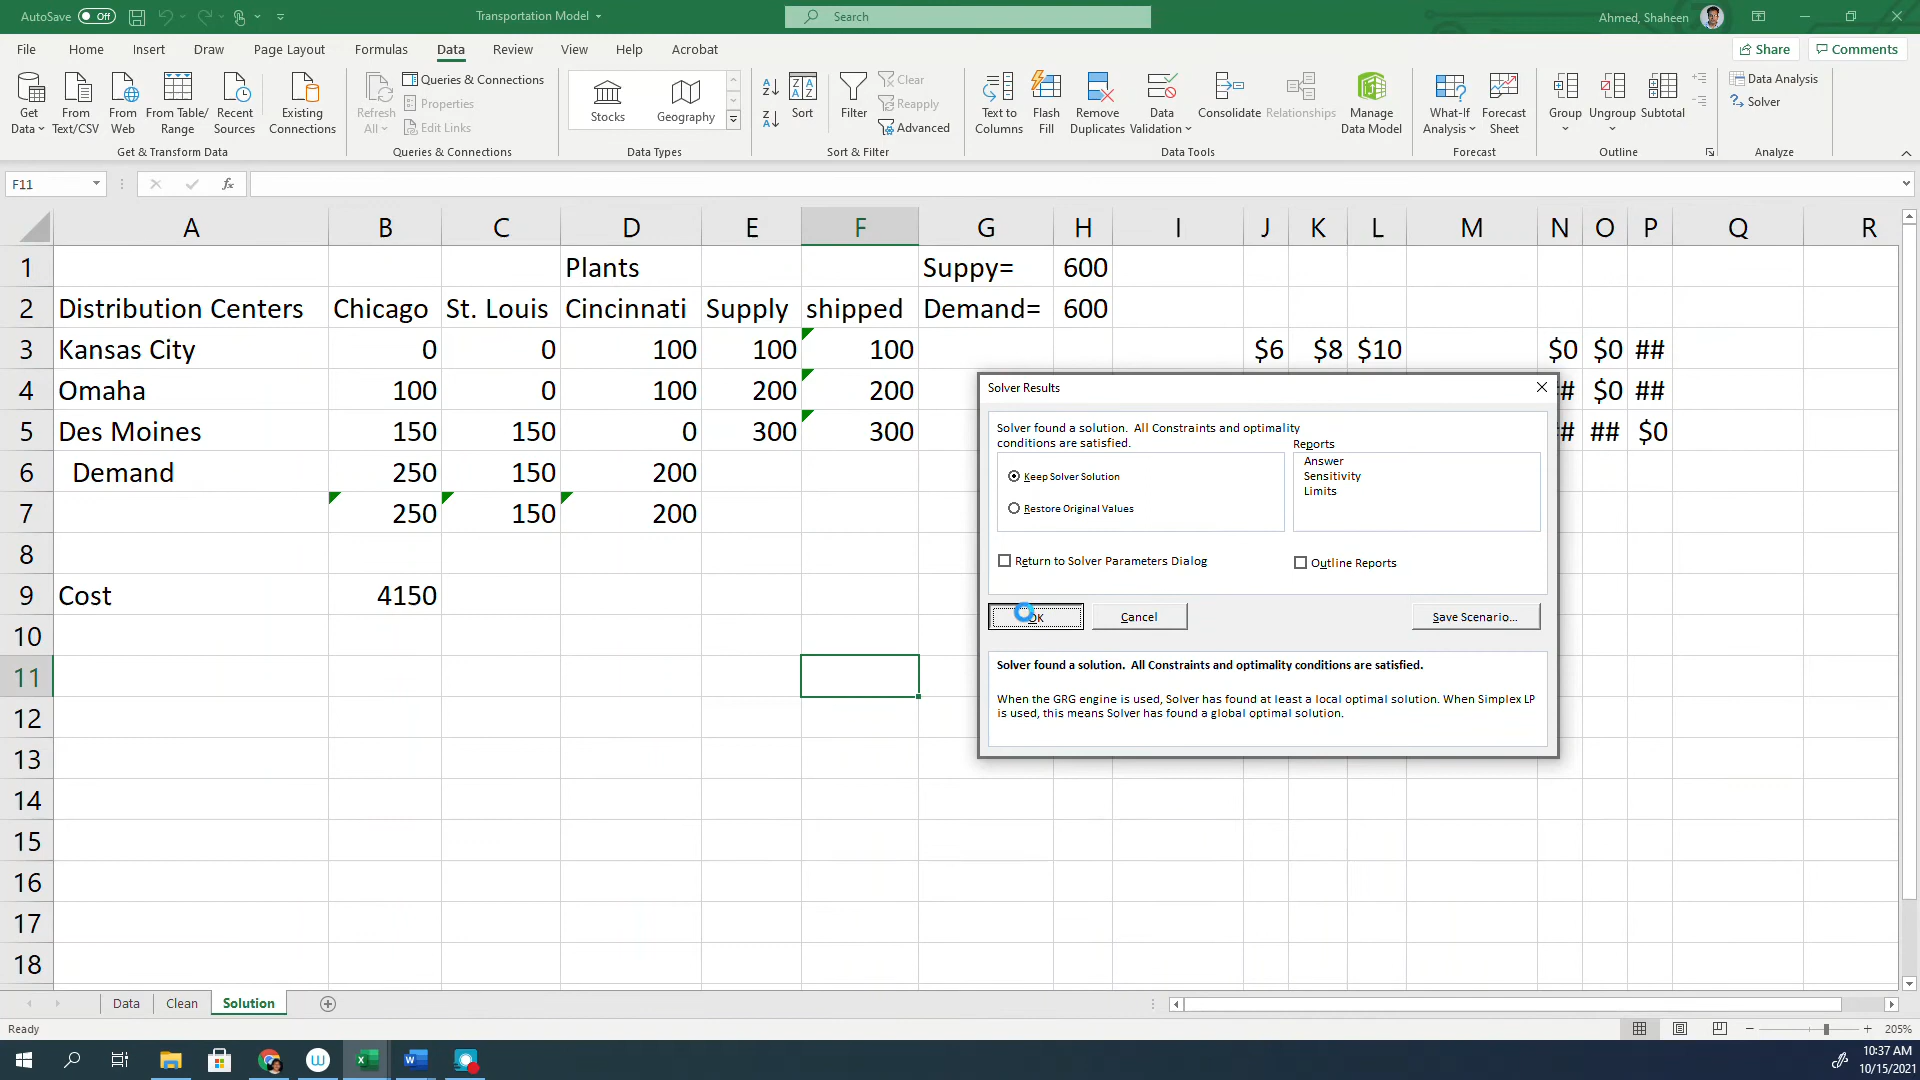 AutoSave Off Transportation Model Search Ahmed, Shaheen
File Home Insert Draw Page Layout Formulas Data Review View Help Acrobat Share Comments
Get Data From Text/CSV From Web From Table/ Range Recent Sources Existing Connections
Get & Transform Data
Refresh All Queries & Connections
Properties
Edit Links
Queries & Connections
Stocks Geography
Data Types
Sort Filter Clear
Reapply
Advanced
Sort & Filter
Text to Columns Flash Fill Remove Duplicates Data Validation Consolidate Relationships Manage Data Model
Data Tools
What-If Analysis Forecast Sheet
Forecast
Group Ungroup Subtotal
Outline
Data Analysis
Solver
Analyze
F11 fx
A B C D E F G H I J K L M N O P Q R
1 Plants Suppy= 600
2 Distribution Centers Chicago St. Louis Cincinnati Supply shipped Demand= 600
3 Kansas City 0 0 100 100 100 $6 $8 $10 $0 $0 ##
4 Omaha 100 0 100 200 200 # $0 ##
5 Des Moines 150 150 0 300 300 # ## $0
6 Demand 250 150 200
7 250 150 200
8
9 Cost 4150
10
11
12
13
14
15
16
17
18
Solver Results
Solver found a solution. All Constraints and optimality
conditions are satisfied.
Keep Solver Solution
Restore Original Values
Reports
Answer
Sensitivity
Limits
Return to Solver Parameters Dialog
Outline Reports
OK Cancel Save Scenario...
Solver found a solution. All Constraints and optimality conditions are satisfied.
When the GRG engine is used, Solver has found at least a local optimal solution. When Simplex LP
is used, this means Solver has found a global optimal solution.
Data Clean Solution
Ready 205%
10:37 AM
10/15/2021